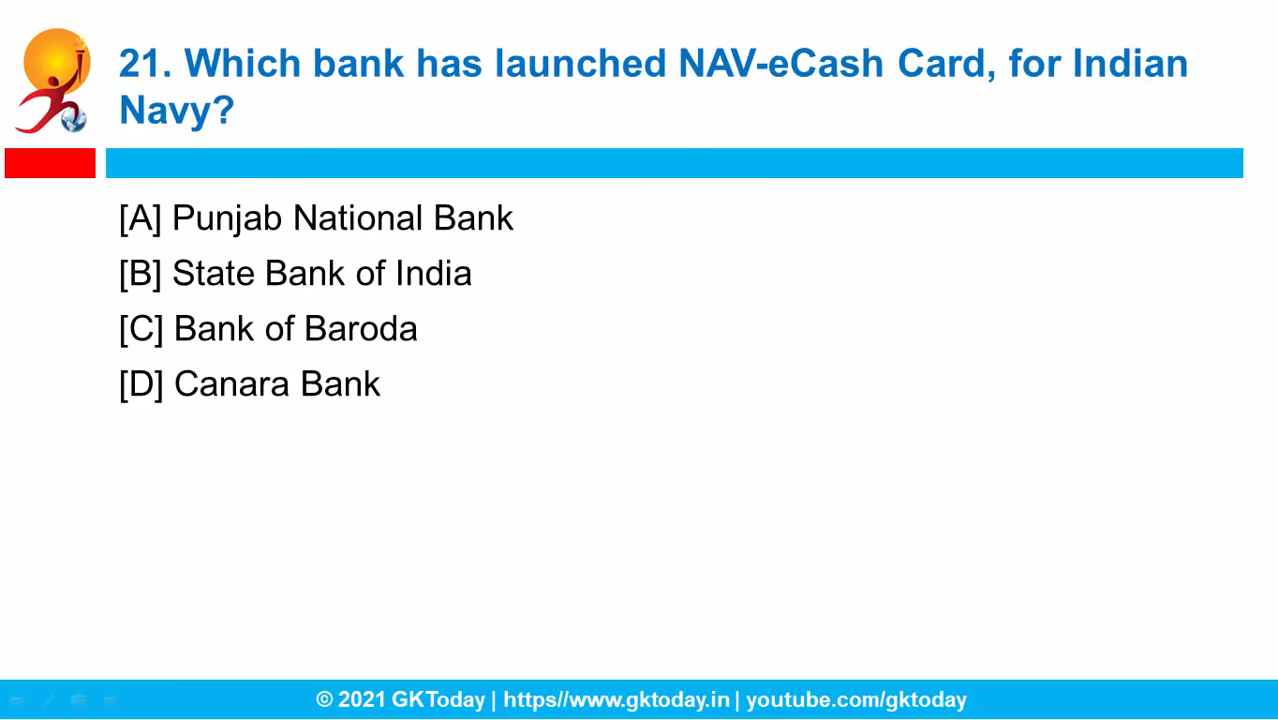 21. Which bank has launched NAV-eCash Card, for Indian
Navy?
[A] Punjab National Bank
[B] State Bank of India
[C] Bank of Baroda
[D] Canara Bank
© 2021 GKToday | https//www.gktoday.in | youtube.com/gktoday